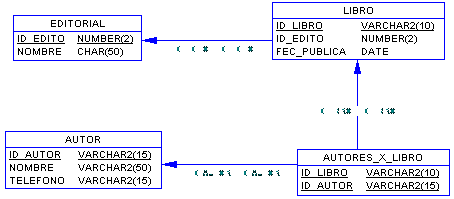 EDITORIAL
ID_EDITO NUMBER(2)
NOMBRE CHAR(50)
LIBRO
ID_LIBRO VARCHAR2(10)
ID_EDITO NUMBER(2)
FEC_PUBLICA DATE
AUTOR
ID_AUTOR VARCHAR2(15)
NOMBRE VARCHAR2(50)
TELEFONO VARCHAR2(15)
AUTORES_X_LIBRO
ID_LIBRO VARCHAR2(10)
ID_AUTOR VARCHAR2(15)